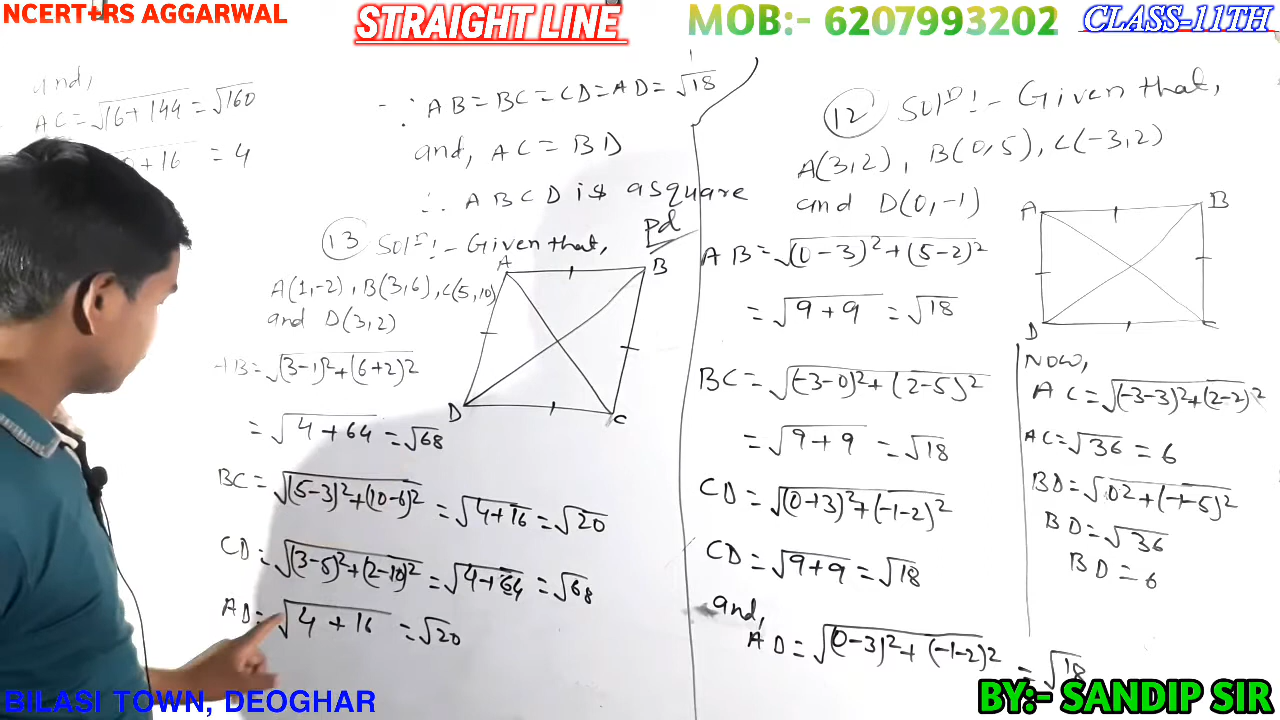 NCERT+RS AGGARWAL
STRAIGHT LINE
MOB:- 6207993202
CLASS-11TH
and,
AC = √16+144 = √160
+16 = 4
∵ AB = BC = CD = AD = √18
and, AC = BD
∴ ABCD is a square
pd
(13) Solⁿ!- Given that,
A(1,-2), B(3,6), C(5,10)
and D(3,2)
A B
D C
AB = √(3-1)²+(6+2)²
= √4+64 = √68
BC = √(5-3)²+(10-6)² = √4+16 = √20
CD = √(3-5)²+(2-10)² = √4+64 = √68
AD = √4+16 = √20
(12) Solⁿ!- Given that,
A(3,2), B(0,5), C(-3,2)
and D(0,-1)
A B
D C
AB = √(0-3)²+(5-2)²
= √9+9 = √18
BC = √(-3-0)²+(2-5)²
= √9+9 = √18
CD = √(0+3)²+(-1-2)²
CD = √9+9 = √18
and,
AD = √(0-3)²+(-1-2)² = √18
Now,
AC = √(-3-3)²+(2-2)²
AC = √36 = 6
BD = √0²+(-1-5)²
BD = √36
BD = 6
BILASI TOWN, DEOGHAR
BY:- SANDIP SIR